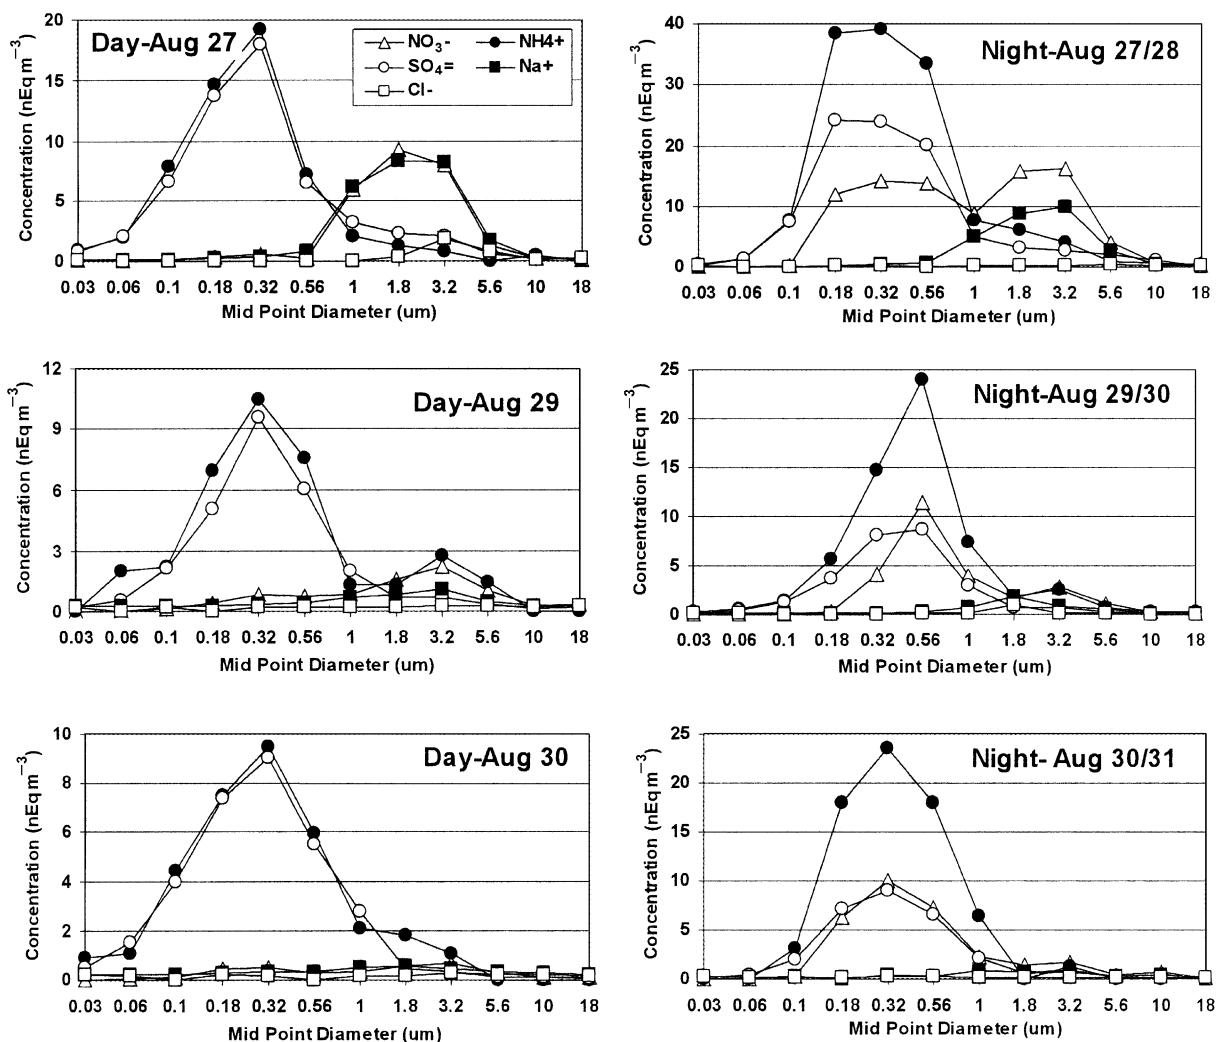 Day-Aug 27
NO3- NH4+
SO4= Na+
Cl-
Concentration (nEq m−3)
20
15
10
5
0
0.03 0.06 0.1 0.18 0.32 0.56 1 1.8 3.2 5.6 10 18
Mid Point Diameter (um)
Night-Aug 27/28
Concentration (nEq m−3)
40
30
20
10
0
0.03 0.06 0.1 0.18 0.32 0.56 1 1.8 3.2 5.6 10 18
Mid Point Diameter (um)
Day-Aug 29
Concentration (nEq m−3)
12
9
6
3
0
0.03 0.06 0.1 0.18 0.32 0.56 1 1.8 3.2 5.6 10 18
Mid Point Diameter (um)
Night-Aug 29/30
Concentration (nEq m−3)
25
20
15
10
5
0
0.03 0.06 0.1 0.18 0.32 0.56 1 1.8 3.2 5.6 10 18
Mid Point Diameter (um)
Day-Aug 30
Concentration (nEq m−3)
10
8
6
4
2
0
0.03 0.06 0.1 0.18 0.32 0.56 1 1.8 3.2 5.6 10 18
Mid Point Diameter (um)
Night- Aug 30/31
Concentration (nEq m−3)
25
20
15
10
5
0
0.03 0.06 0.1 0.18 0.32 0.56 1 1.8 3.2 5.6 10 18
Mid Point Diameter (um)